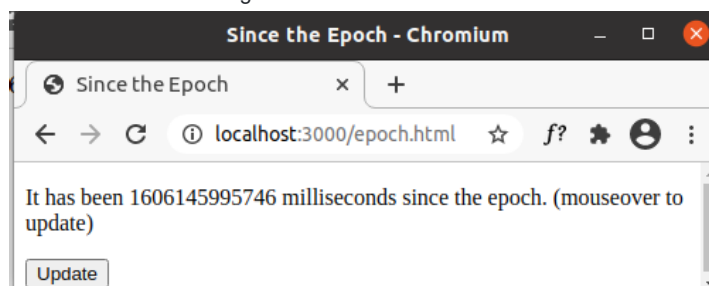 Since the Epoch - Chromium
Since the Epoch
localhost:3000/epoch.html
f?
It has been 1606145995746 milliseconds since the epoch. (mouseover to
update)
Update